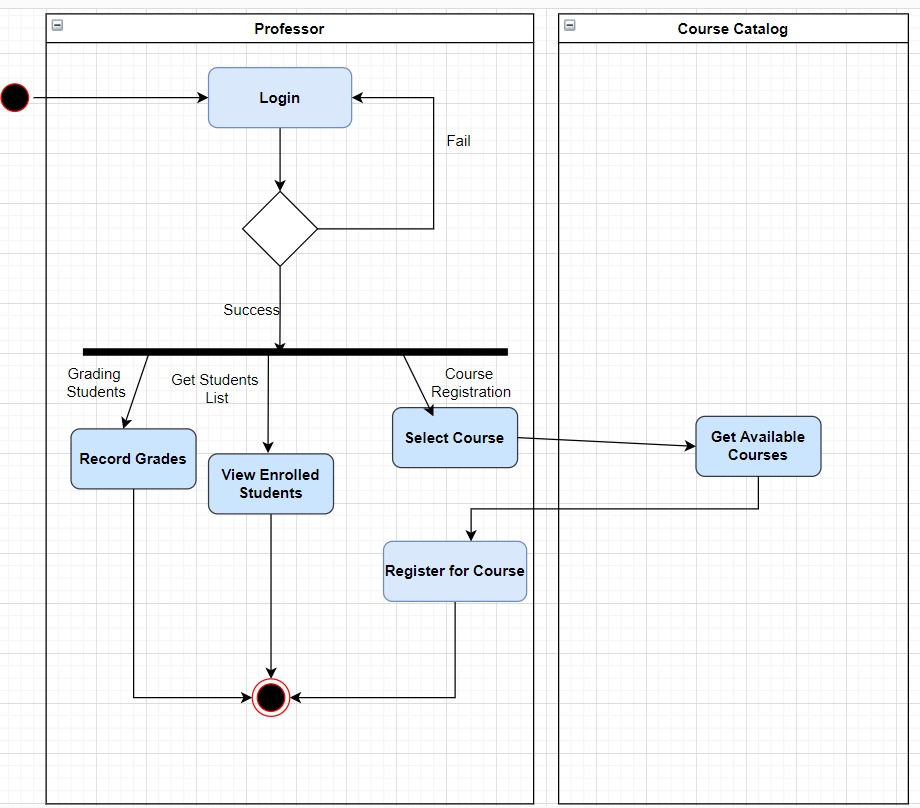 Professor
Course Catalog
Login
Fail
Success
Grading
Students
Get Students
List
Course
Registration
Record Grades
View Enrolled
Students
Select Course
Get Available
Courses
Register for Course